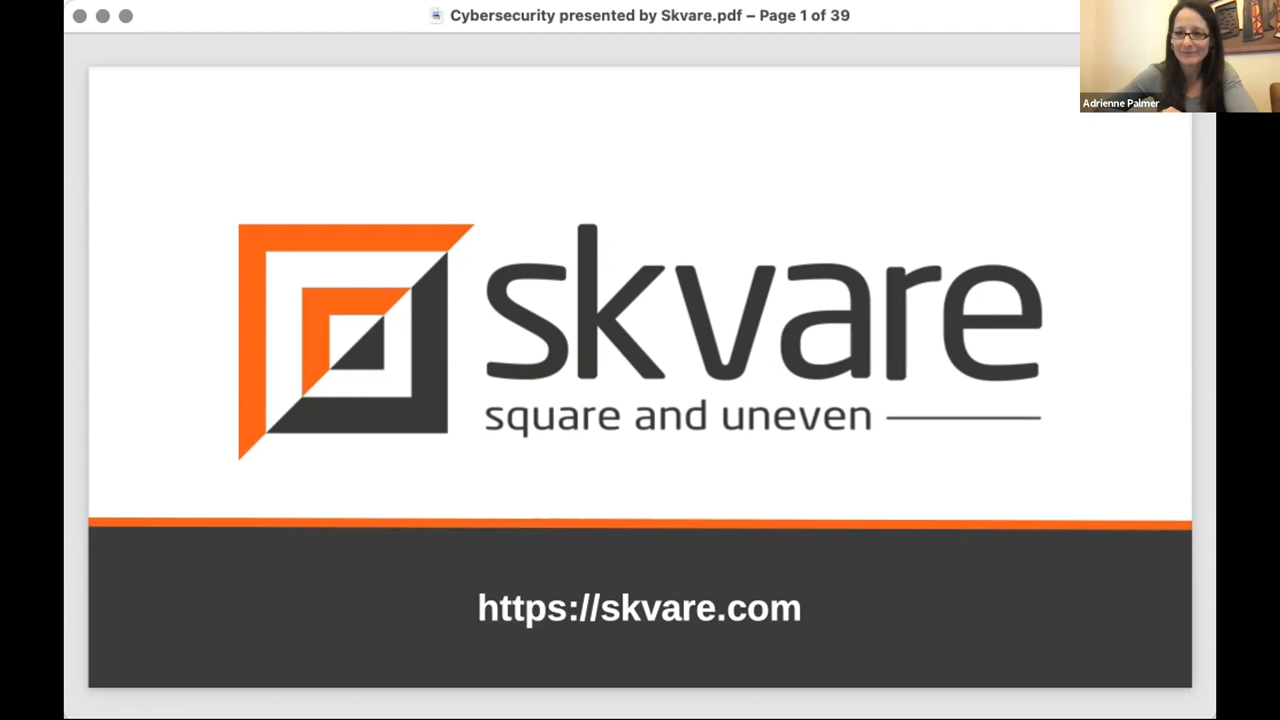 Cybersecurity presented by Skvare.pdf – Page 1 of 39
Adrienne Palmer
skvare
square and uneven
https://skvare.com